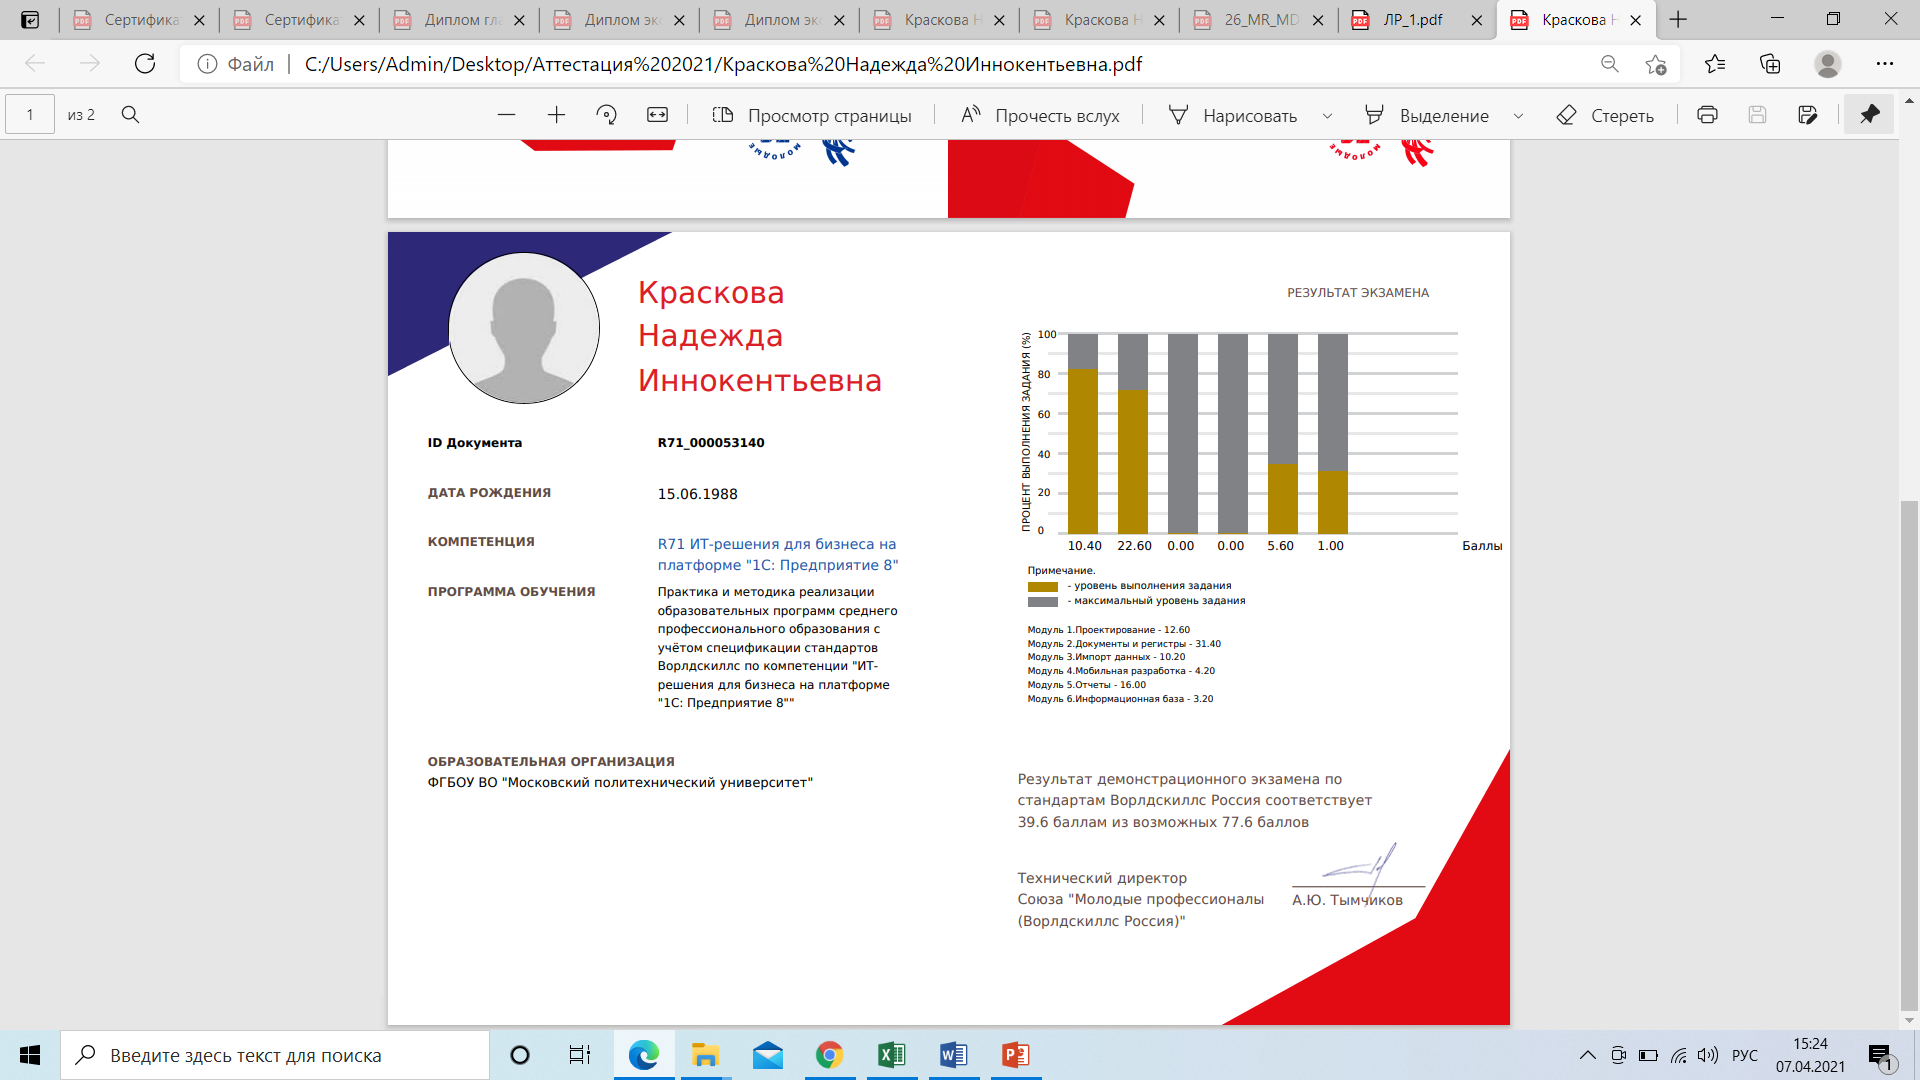 Сертифика
Сертифика
Диплом гла
Диплом экс
Диплом экс
Краскова Н
Краскова Н
26_MR_MD
ЛР_1.pdf
Краскова Н
Файл
C:/Users/Admin/Desktop/Аттестация%202021/Краскова%20Надежда%20Иннокентьевна.pdf
1
из 2
Просмотр страницы
Прочесть вслух
Нарисовать
Выделение
Стереть
МОЛОДЫЕ
МОЛОДЫЕ
Краскова
Надежда
Иннокентьевна
ID Документа
R71_000053140
ДАТА РОЖДЕНИЯ
15.06.1988
КОМПЕТЕНЦИЯ
R71 ИТ-решения для бизнеса на
платформе "1С: Предприятие 8"
ПРОГРАММА ОБУЧЕНИЯ
Практика и методика реализации
образовательных программ среднего
профессионального образования с
учётом спецификации стандартов
Ворлдскиллс по компетенции "ИТ-
решения для бизнеса на платформе
"1С: Предприятие 8""
ОБРАЗОВАТЕЛЬНАЯ ОРГАНИЗАЦИЯ
ФГБОУ ВО "Московский политехнический университет"
РЕЗУЛЬТАТ ЭКЗАМЕНА
ПРОЦЕНТ ВЫПОЛНЕНИЯ ЗАДАНИЯ (%)
100
80
60
40
20
0
10.40 22.60 0.00 0.00 5.60 1.00 Баллы
Примечание.
- уровень выполнения задания
- максимальный уровень задания
Модуль 1.Проектирование - 12.60
Модуль 2.Документы и регистры - 31.40
Модуль 3.Импорт данных - 10.20
Модуль 4.Мобильная разработка - 4.20
Модуль 5.Отчеты - 16.00
Модуль 6.Информационная база - 3.20
Результат демонстрационного экзамена по
стандартам Ворлдскиллс Россия соответствует
39.6 баллам из возможных 77.6 баллов
Технический директор
Союза "Молодые профессионалы
(Ворлдскиллс Россия)"
А.Ю. Тымчиков
Введите здесь текст для поиска
РУС
15:24
07.04.2021
1